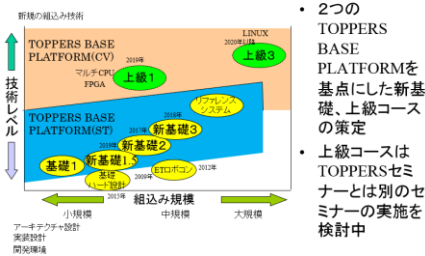 新規の組込み技術
TOPPERS BASE
PLATFORM(CV)
2019年
マルチCPU
FPGA
上級1
LINUX
2020年以降
上級3
TOPPERS BASE
PLATFORM(ST)
リファレンス
システム
2018年
新基礎3
2017年
新基礎2
新基礎1.5
基礎1
基礎
ハード設計
2015年
2009年
ETロボコン
2012年
技術レベル
組込み規模
小規模
中規模
大規模
アーキテクチャ設計
実装設計
開発環境
• 2つの
TOPPERS
BASE
PLATFORMを
基点にした新基
礎、上級コース
の策定
• 上級コースは
TOPPERSセミ
ナーとは別のセ
ミナーの実施を
検討中